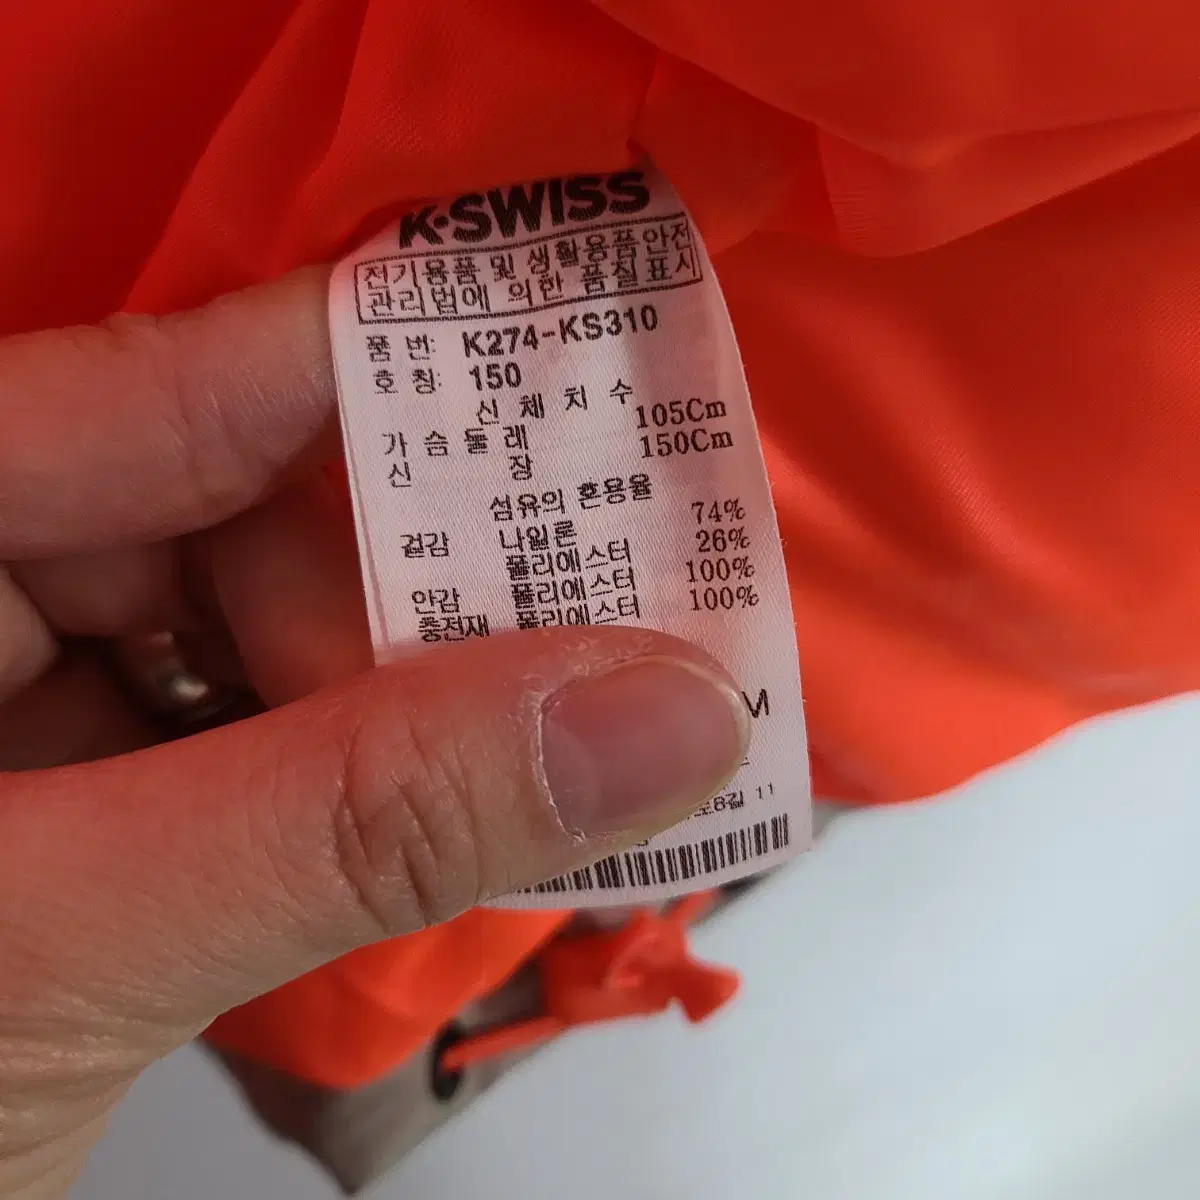 K·SWISS
전기용품 및 생활용품안전
관리법에 의한 품질표시
품 번: K274-KS310
호 칭: 150
신 체 치 수
가 슴 둘 레 105Cm
신 장 150Cm
섬유의 혼용율
겉감 나일론 74%
폴리에스터 26%
안감 폴리에스터 100%
충전재 폴리에스터 100%
M
로8길 11